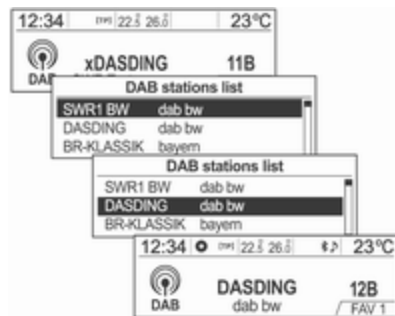 12:34 [TP] 22.5 26.0 23°C
xDASDING 11B
DAB
DAB stations list
SWR1 BW dab bw
DASDING dab bw
BR-KLASSIK bayern
DAB stations list
SWR1 BW dab bw
DASDING dab bw
BR-KLASSIK bayern
12:34 [TP] 22.5 26.0 23°C
DASDING 12B
DAB dab bw FAV 1